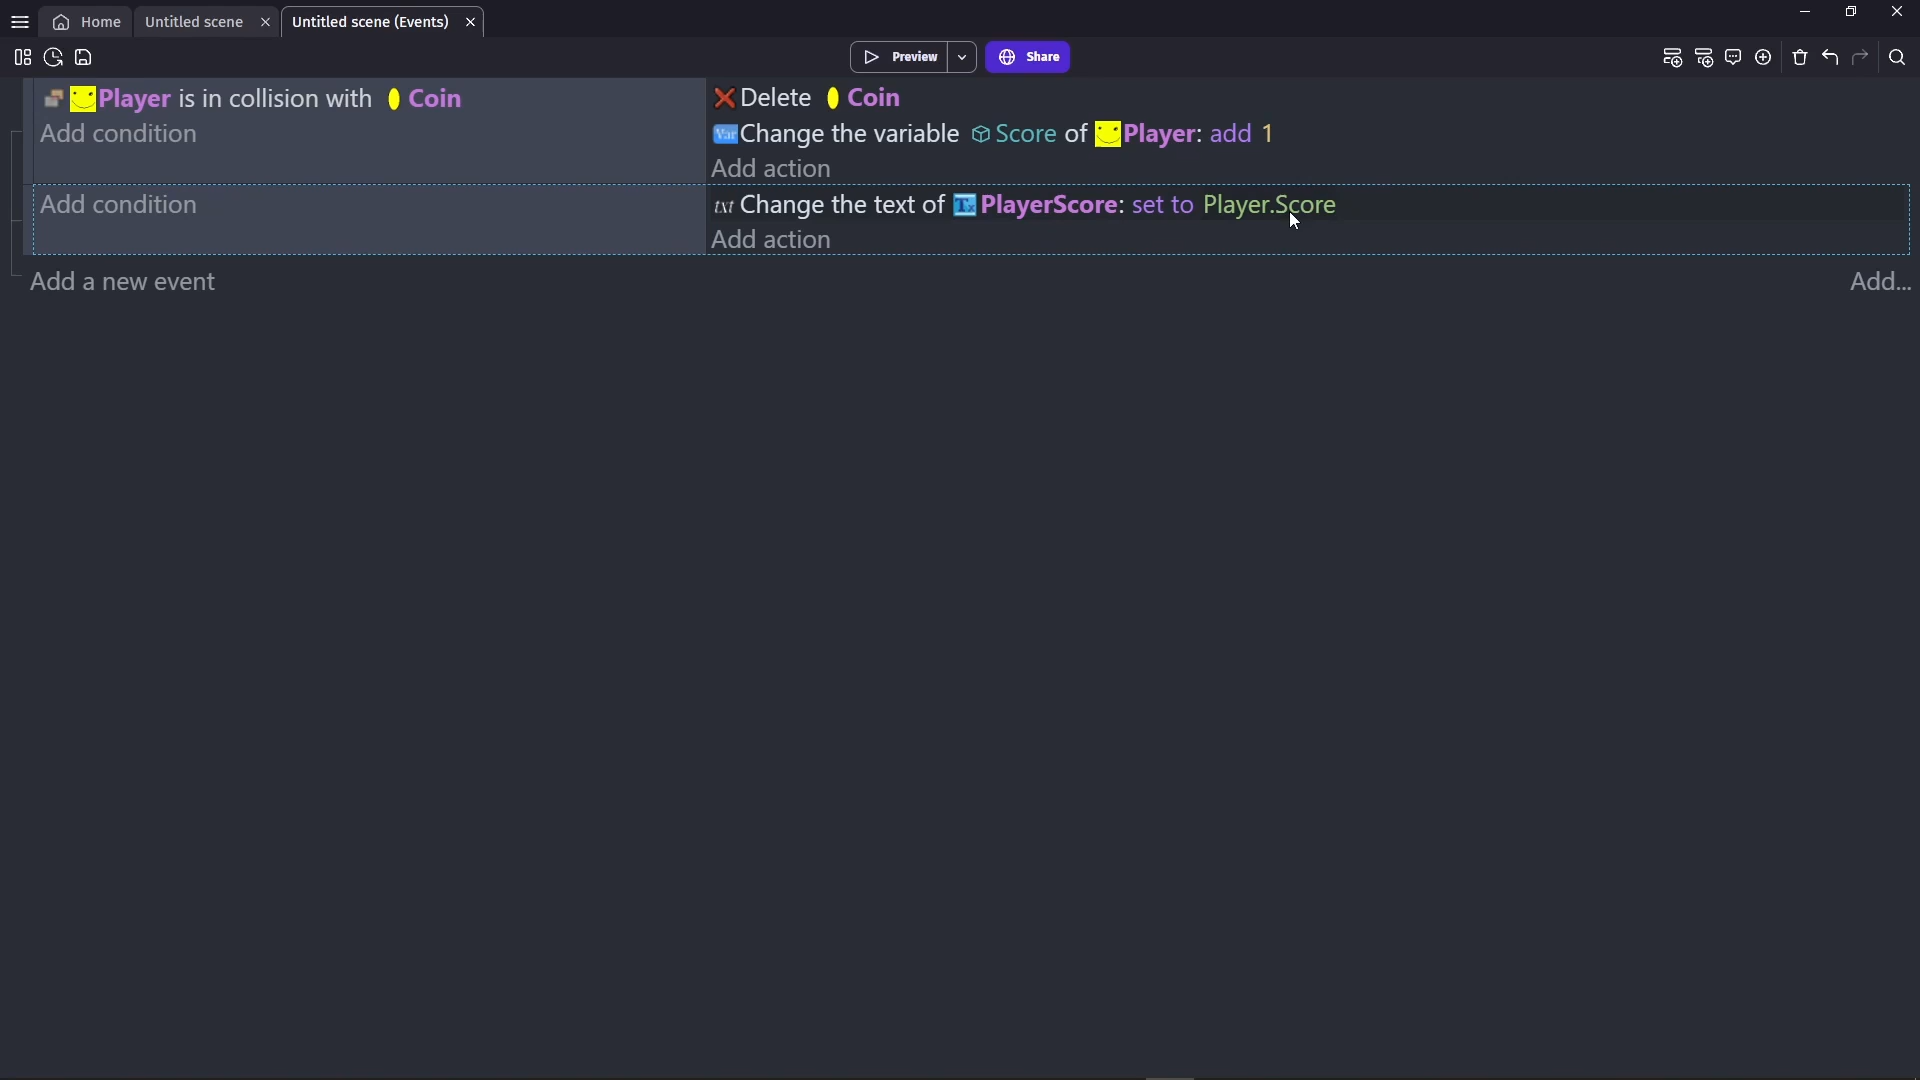 Home Untitled scene Untitled scene (Events)
Preview Share
Player is in collision with Coin
Add condition
Delete Coin
Var Change the variable Score of Player: add 1
Add action
Add condition
txt Change the text of Tx PlayerScore: set to Player.Score
Add action
Add a new event Add...